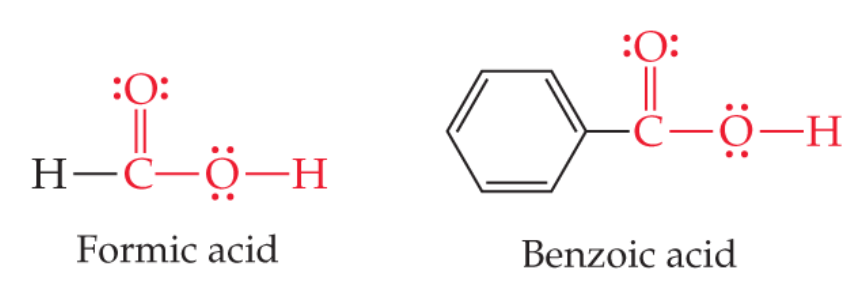 :O:
H—C—O—H
Formic acid
:O:
C—O—H
Benzoic acid